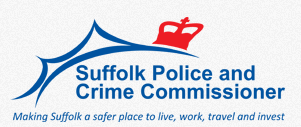 Suffolk Police and
Crime Commissioner
Making Suffolk a safer place to live, work, travel and invest